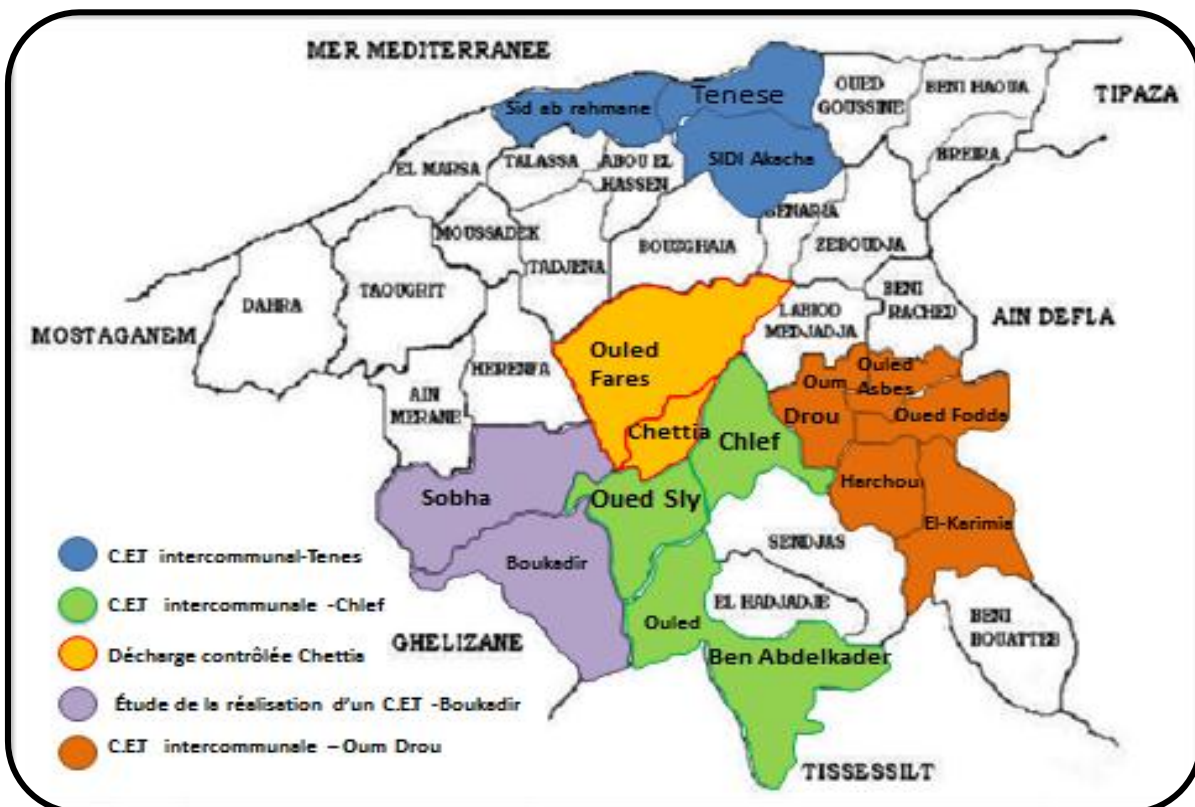 MER MEDITERRANEE
Sid ab rahmane
Tenese
OUED
GOUSSINE
BENI HAOUA
TIPAZA
EL MARSA
TALASSA
ABOU EL
HASSEN
SIDI Akacha
BREIRA
MOUSSADEK
TADJENA
BOUZGHAIA
BENARIA
ZEBOUDJA
DAHRA
TAOUGRIT
MOSTAGANEM
LABIOD
MEDJADJA
BENI
RACHED
AIN DEFLA
HERENFA
Ouled
Fares
AIN
MERANE
Oum
Drou
Ouled
Asbes
Oued Fodda
Chettia
Chlef
Sobha
Oued Sly
Harchou
El-Karimia
SENDJAS
Boukadir
EL HADJADJE
Ouled
Ben Abdelkader
BENI
BOUATTEB
GHELIZANE
TISSESSILT
C.E.T intercommunal-Tenes
C.E.T intercommunale -Chlef
Décharge contrôlée Chettia
Étude de la réalisation d'un C.E.T -Boukadir
C.E.T intercommunale – Oum Drou